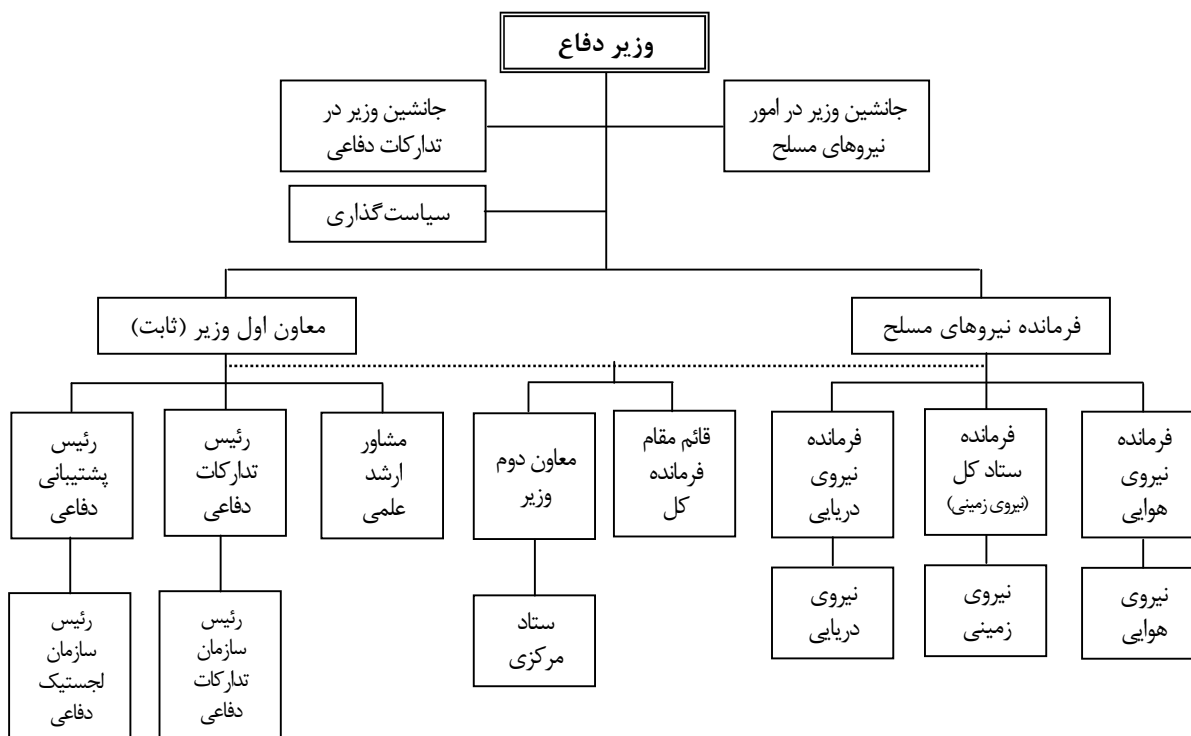 وزیر دفاع
جانشین وزیر در امور
نیروهای مسلح
جانشین وزیر در
تدارکات دفاعی
سیاست‌گذاری
فرمانده نیروهای مسلح
معاون اول وزیر (ثابت)
فرمانده
نیروی
هوایی
فرمانده
ستاد کل
(نیروی زمینی)
فرمانده
نیروی
دریایی
قائم مقام
فرمانده
کل
معاون دوم
وزیر
مشاور
ارشد
علمی
رئیس
تدارکات
دفاعی
رئیس
پشتیبانی
دفاعی
نیروی
هوایی
نیروی
زمینی
نیروی
دریایی
ستاد
مرکزی
رئیس
سازمان
تدارکات
دفاعی
رئیس
سازمان
لجستیک
دفاعی